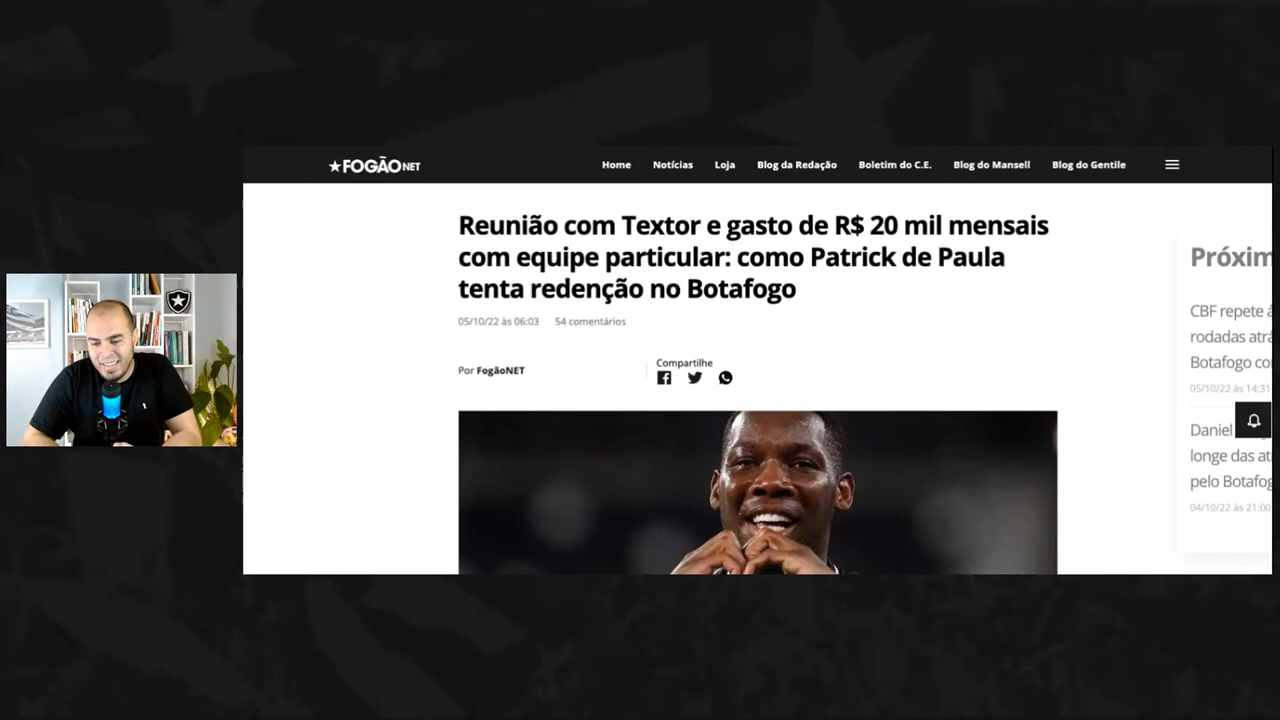 FOGÃONET
Home Notícias Loja Blog da Redação Boletim do C.E. Blog do Mansell Blog do Gentile
Reunião com Textor e gasto de R$ 20 mil mensais
com equipe particular: como Patrick de Paula
tenta redenção no Botafogo
05/10/22 às 06:03 54 comentários
Por FogãoNET
Compartilhe
Próxim
CBF repete á
rodadas atrá
Botafogo co
05/10/22 às 14:31
Daniel
longe das at
pelo Botafog
04/10/22 às 21:00